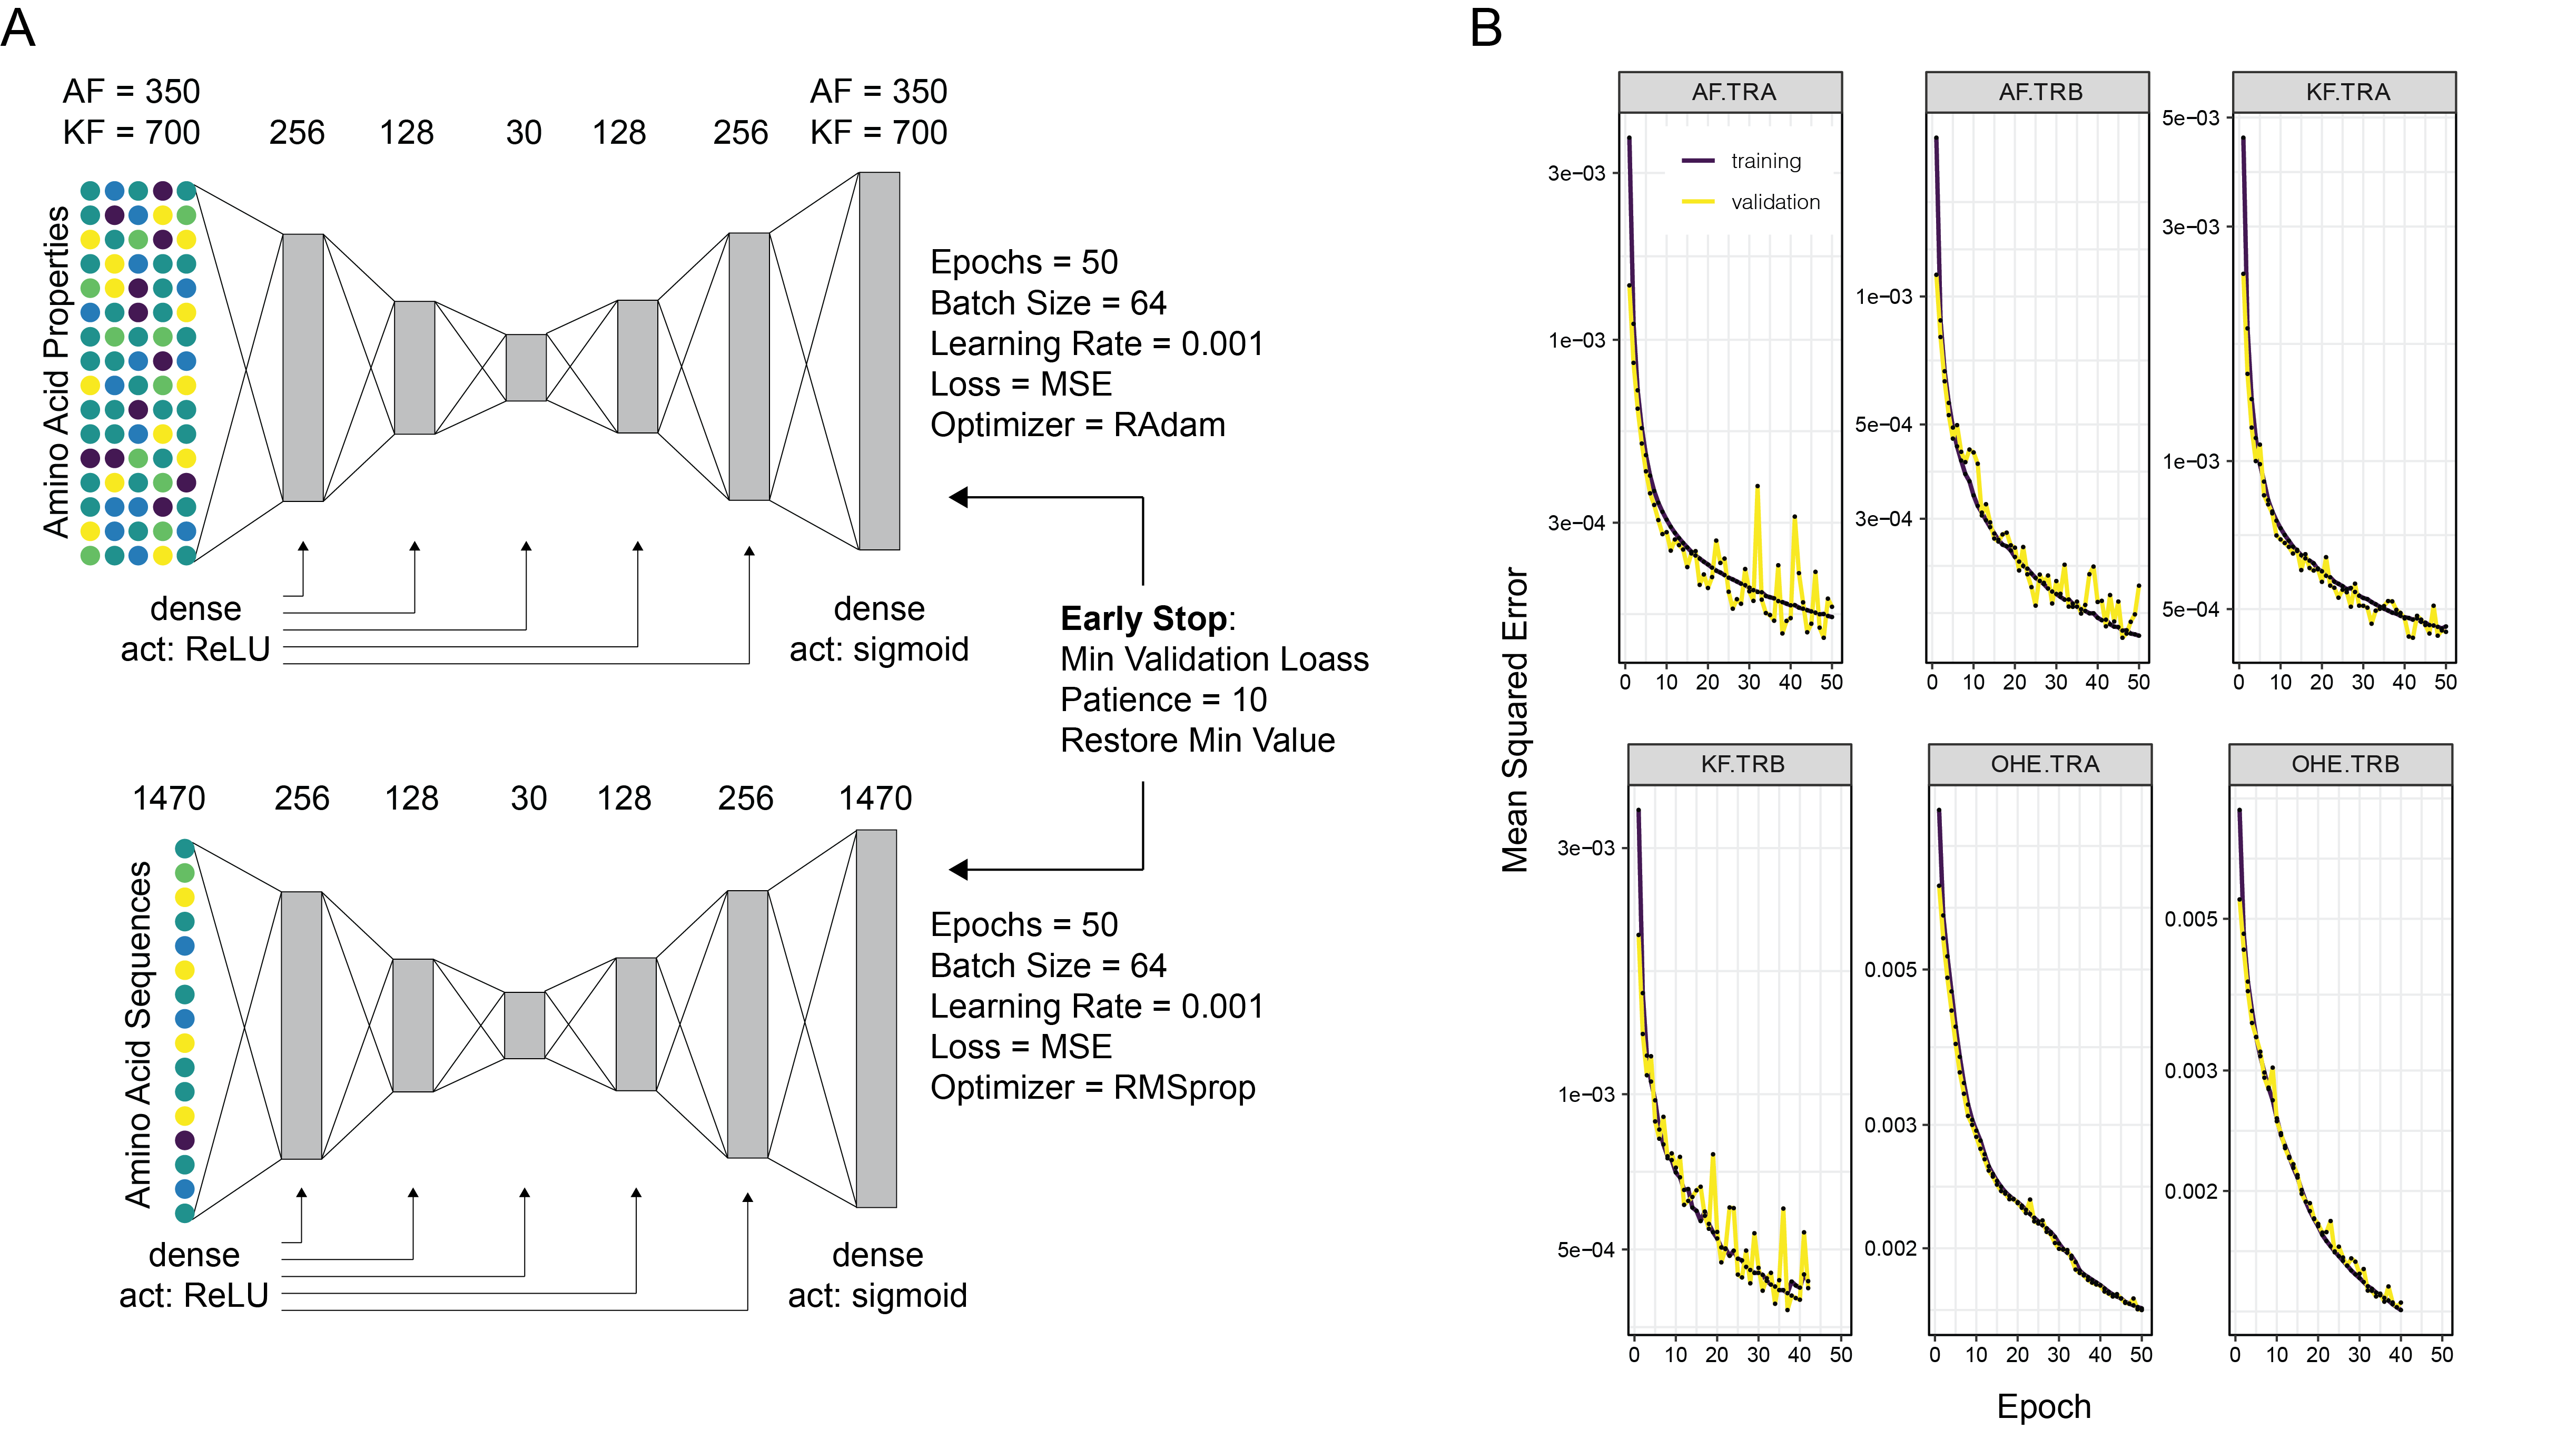 A
AF = 350
KF = 700
256
128
30
128
256
AF = 350
KF = 700
Amino Acid Properties
Epochs = 50
Batch Size = 64
Learning Rate = 0.001
Loss = MSE
Optimizer = RAdam
dense
act: ReLU
dense
act: sigmoid
Early Stop:
Min Validation Loass
Patience = 10
Restore Min Value
1470
256
128
30
128
256
1470
Amino Acid Sequences
Epochs = 50
Batch Size = 64
Learning Rate = 0.001
Loss = MSE
Optimizer = RMSprop
dense
act: ReLU
dense
act: sigmoid
B
Mean Squared Error
AF.TRA
training
validation
3e−03
1e−03
3e−04
0 10 20 30 40 50
AF.TRB
1e−03
5e−04
3e−04
0 10 20 30 40 50
KF.TRA
5e−03
3e−03
1e−03
5e−04
0 10 20 30 40 50
KF.TRB
3e−03
1e−03
5e−04
0 10 20 30 40 50
OHE.TRA
0.005
0.003
0.002
0 10 20 30 40 50
OHE.TRB
0.005
0.003
0.002
0 10 20 30 40 50
Epoch